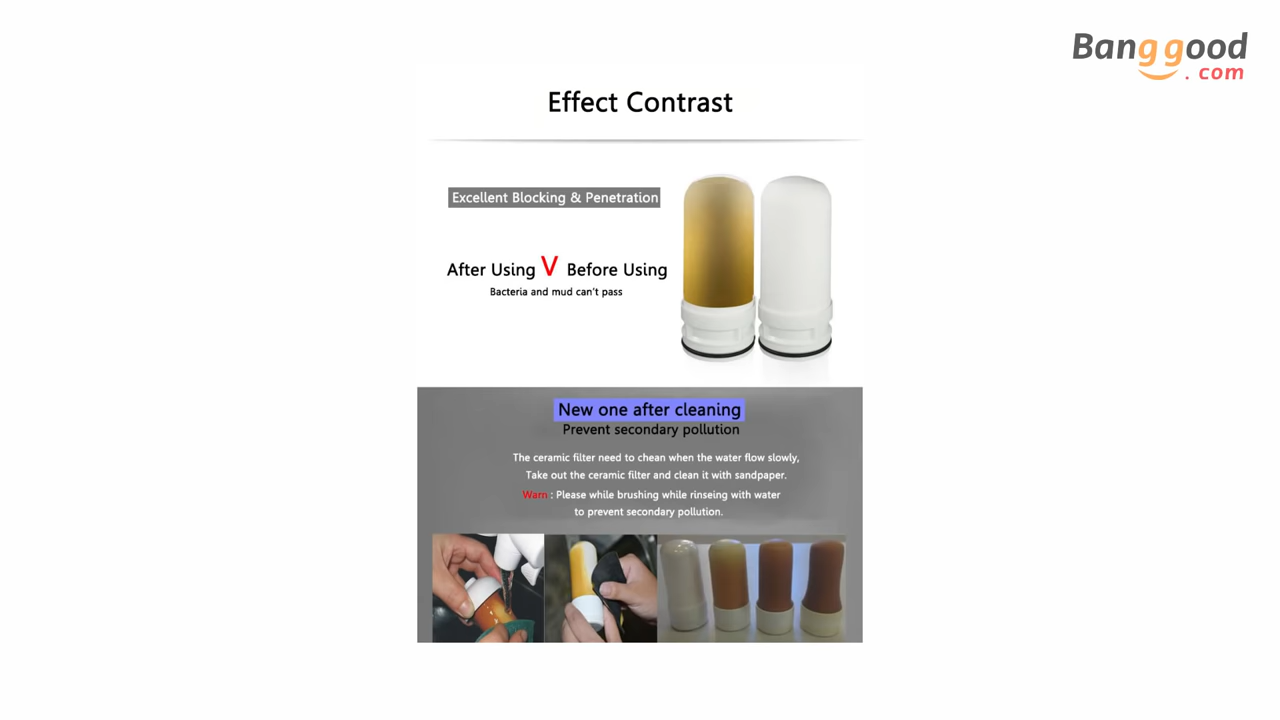 Banggood
.com
Effect Contrast
Excellent Blocking & Penetration
After Using V Before Using
Bacteria and mud can't pass
New one after cleaning
Prevent secondary pollution
The ceramic filter need to chean when the water flow slowly,
Take out the ceramic filter and clean it with sandpaper.
Warn : Please while brushing while rinseing with water
to prevent secondary pollution.